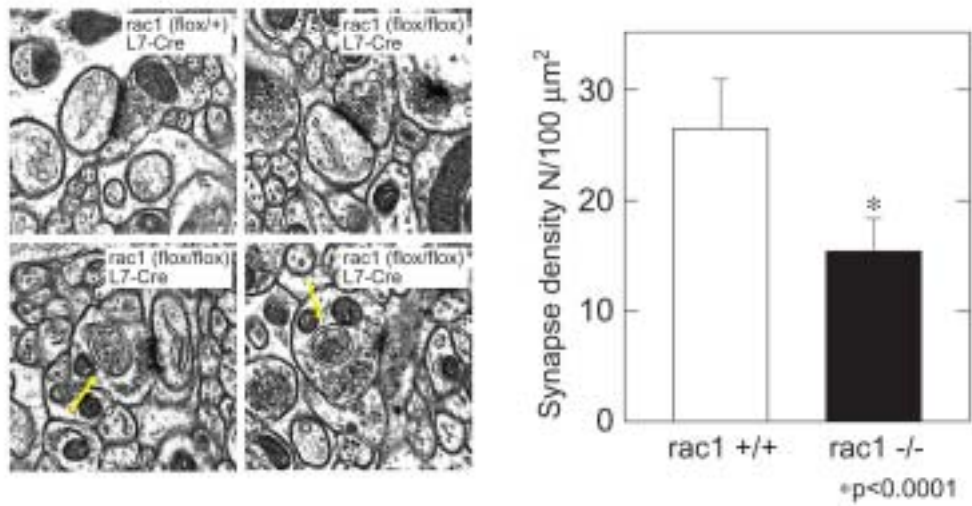 rac1 (flox/+)
L7-Cre
rac1 (flox/flox)
L7-Cre
rac1 (flox/flox)
L7-Cre
rac1 (flox/flox)
L7-Cre
Synapse density N/100 μm²
30
20
10
0
*
rac1 +/+
rac1 -/-
*p<0.0001